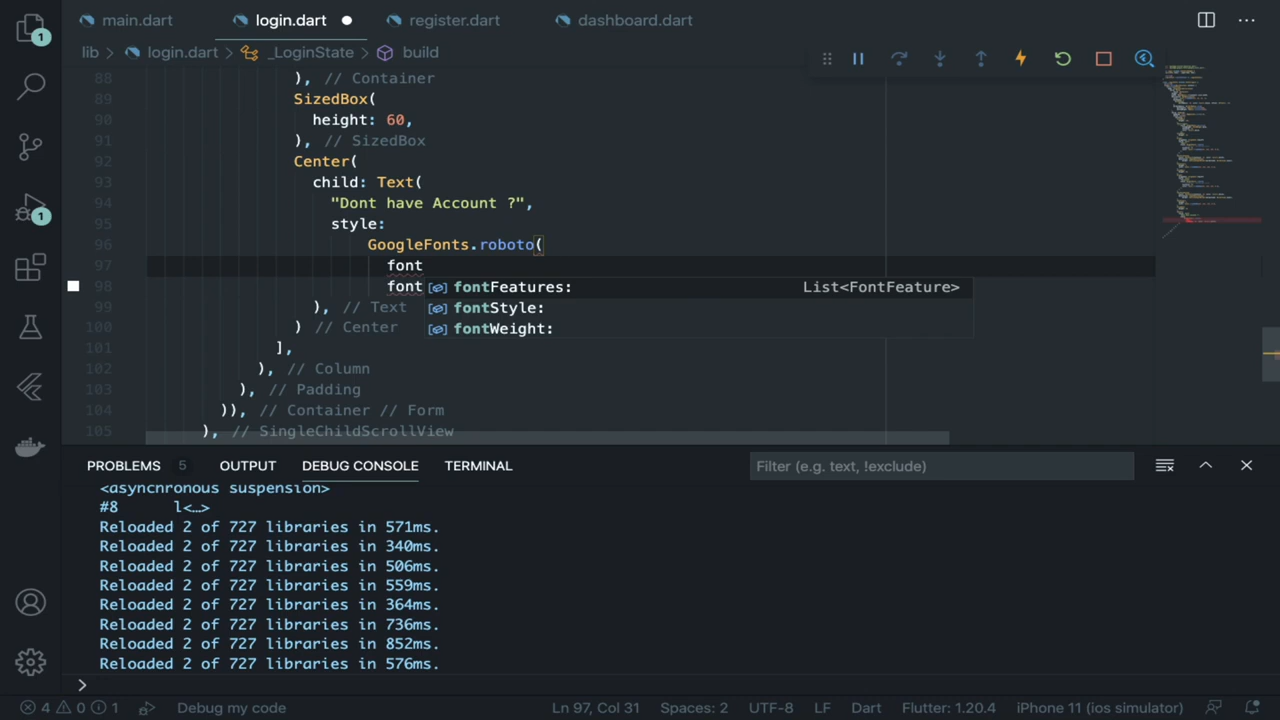 main.dart login.dart register.dart dashboard.dart
lib > login.dart > _LoginState > build
1
88 ), // Container
89 SizedBox(
90 height: 60,
91 ), // SizedBox
92 Center(
93 child: Text(
94 "Dont have Account ?",
95 style:
96 GoogleFonts.roboto(
97 font
98 font
fontFeatures: List<FontFeature>
fontStyle:
fontWeight:
99 ), // Text
100 ) // Center
101 ],
102 ), // Column
103 ), // Padding
104 )), // Container // Form
105 ), // SingleChildScrollView
1
PROBLEMS 5 OUTPUT DEBUG CONSOLE TERMINAL Filter (e.g. text, !exclude)
<asynchronous suspension>
#8 l<…>
Reloaded 2 of 727 libraries in 571ms.
Reloaded 2 of 727 libraries in 340ms.
Reloaded 2 of 727 libraries in 506ms.
Reloaded 2 of 727 libraries in 559ms.
Reloaded 2 of 727 libraries in 364ms.
Reloaded 2 of 727 libraries in 736ms.
Reloaded 2 of 727 libraries in 852ms.
Reloaded 2 of 727 libraries in 576ms.
>
4 0 1 Debug my code Ln 97, Col 31 Spaces: 2 UTF-8 LF Dart Flutter: 1.20.4 iPhone 11 (ios simulator)